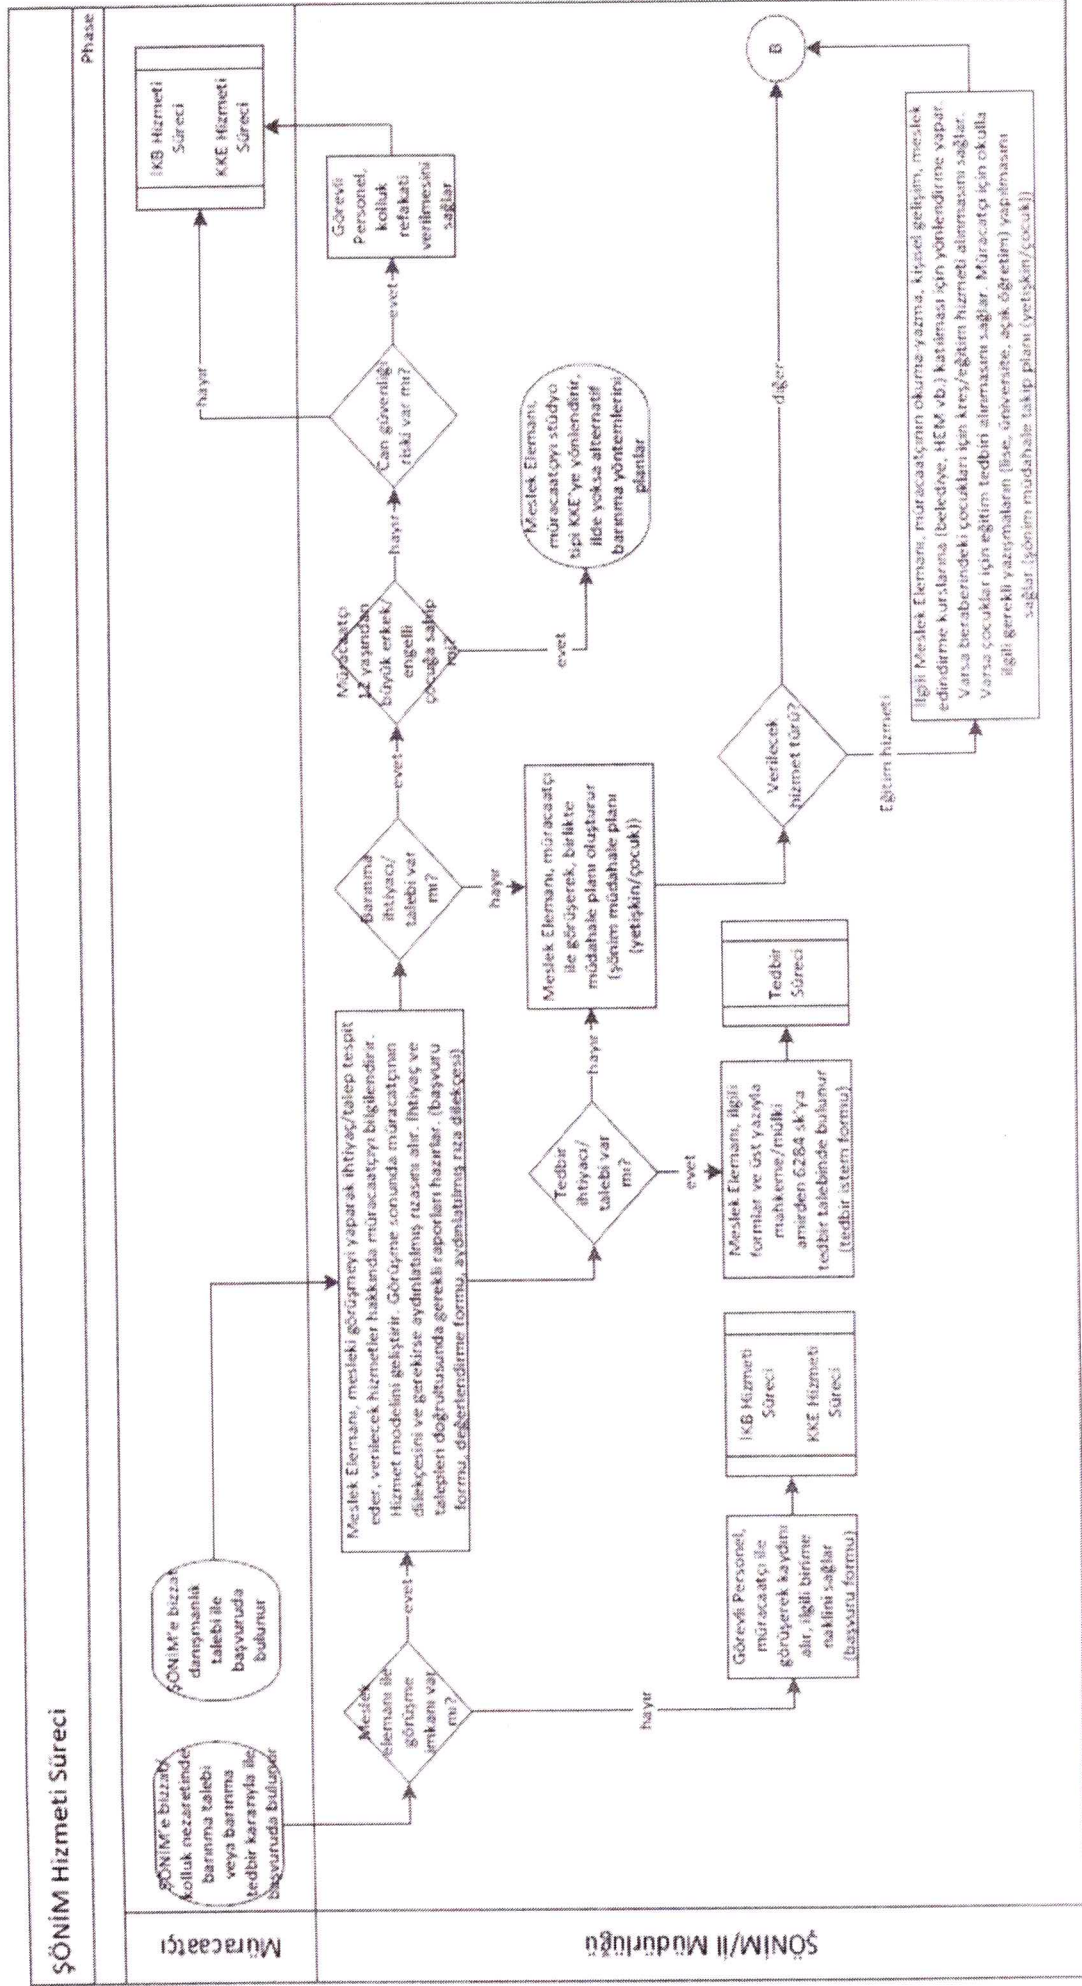 ŞÖNİM Hizmeti Süreci
Phase
Müracaatçı
ŞÖNİM'e bizzat/
kolluk nezaretinde
barınma talebi
veya barınma
tedbir kararıyla ile
başvuruda bulunur
ŞÖNİM'e bizzat
danışmanlık
talebi ile
başvuruda
bulunur
İKB Hizmeti
Süreci
KKE Hizmeti
Süreci
ŞÖNİM/İl Müdürlüğü
Meslek
elemanı ile
görüşme
imkanı var
mı?
evet
hayır
Görevli Personel,
müracaatçı ile
görüşerek kaydını
alır, ilgili birime
naklini sağlar
(başvuru formu)
İKB Hizmeti
Süreci
KKE Hizmeti
Süreci
Meslek Elemanı, mesleki görüşmeyi yaparak ihtiyaç/talep tespit
eder, verilecek hizmetler hakkında müracaatçıyı bilgilendirir.
Hizmet modelini geliştirir. Görüşme sonunda müracatçının
dilekçesini ve gerekirse aydınlatılmış rızasını alır. İhtiyaç ve
talepleri doğrultusunda gerekli raporları hazırlar. (başvuru
formu, değerlendirme formu, aydınlatılmış rıza dilekçesi)
Tedbir
ihtiyacı/
talebi var
mı?
hayır
evet
Meslek Elemanı, ilgili
formlar ve üst yazıyla
mahkeme/mülki
amirden 6284 sk'ya
tedbir talebinde bulunur
(tedbir istem formu)
Tedbir
Süreci
Barınma
ihtiyacı/
talebi var
mı?
evet
hayır
Meslek Elemanı, müracaatçı
ile görüşerek, birlikte
müdahale planı oluşturur
(şönim müdahale planı
(yetişkin/çocuk))
Müracaatçı
12 yaşından
büyük erkek/
engelli
çocuğa sahip
mi?
hayır
evet
Meslek Elemanı,
müracaatçıyı stüdyo
tipi KKE'ye yönlendirir,
ilde yoksa alternatif
barınma yöntemlerini
planlar
Can güvenliği
riski var mı?
hayır
evet
Görevli
Personel,
kolluk
refakati
verilmesini
sağlar
Verilecek
hizmet türü?
diğer
Eğitim hizmeti
B
İlgili Meslek Elemanı, müracaatçının okuma-yazma, kişisel gelişim, meslek
edindirme kurslarına (belediye, HEM vb.) katılması için yönlendirme yapar.
Varsa beraberindeki çocukları için kreş/eğitim hizmeti alınmasını sağlar.
Varsa çocuklar için eğitim tedbiri alınmasını sağlar. Müracatçı için okulla
ilgili gerekli yazışmaların (lise, üniversite, açık öğretim) yapılmasını
sağlar (şönim müdahale takip planı (yetişkin/çocuk))